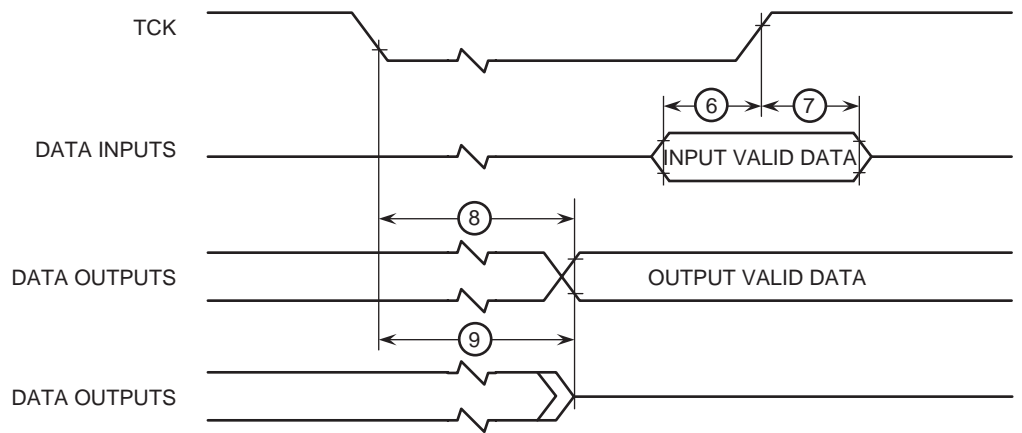 TCK
6
7
DATA INPUTS
INPUT VALID DATA
8
DATA OUTPUTS
OUTPUT VALID DATA
9
DATA OUTPUTS